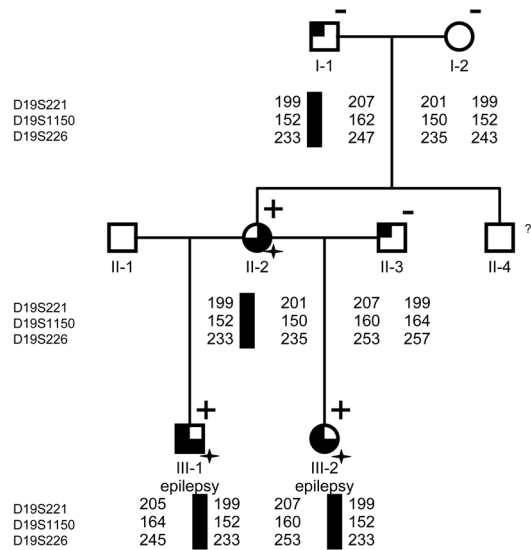 − −
I-1 I-2
D19S221 199 207 201 199
D19S1150 152 162 150 152
D19S226 233 247 235 243
+ − ?
II-1 II-2 II-3 II-4
D19S221 199 201 207 199
D19S1150 152 150 160 164
D19S226 233 235 253 257
+ +
III-1 III-2
epilepsy epilepsy
D19S221 205 199 207 199
D19S1150 164 152 160 152
D19S226 245 233 253 233